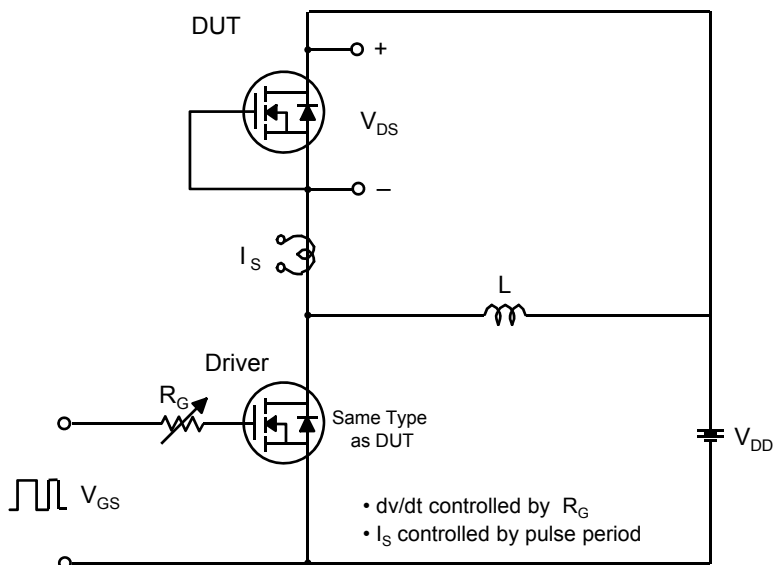 DUT
+
V_DS
–
I_S
L
Driver
R_G
Same Type
as DUT
V_DD
V_GS
• dv/dt controlled by R_G
• I_S controlled by pulse period